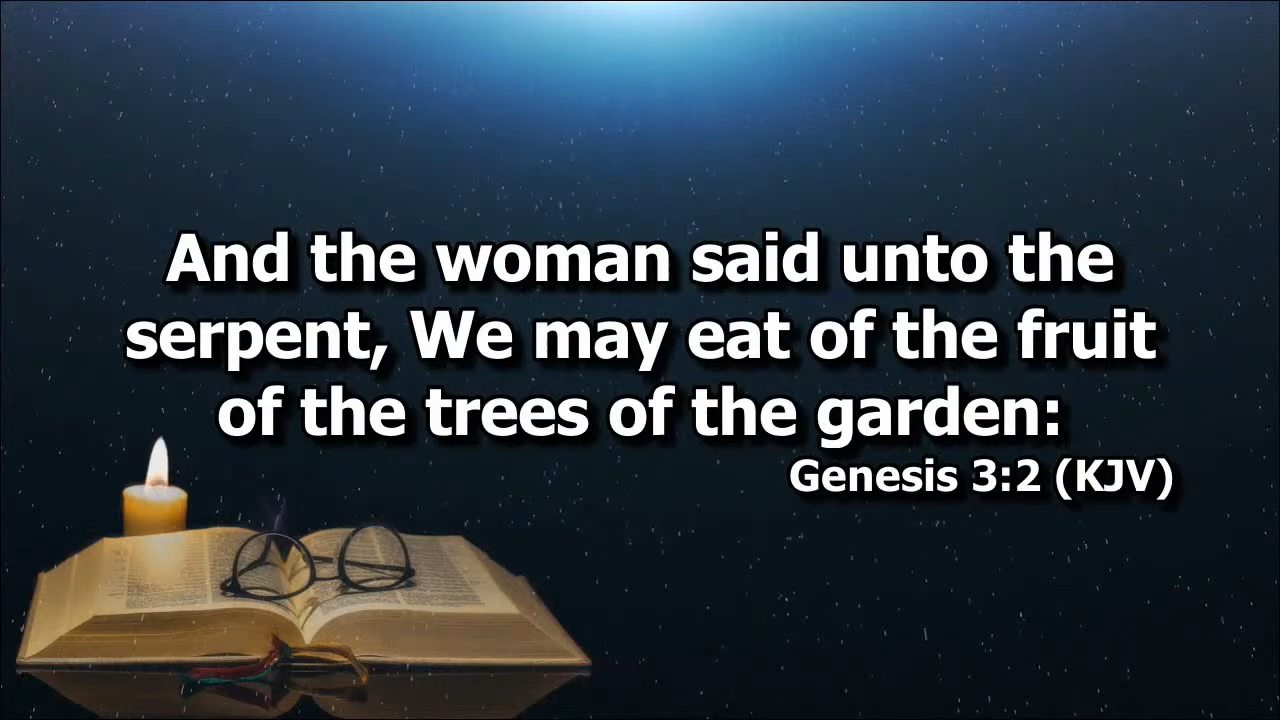 And the woman said unto the
serpent, We may eat of the fruit
of the trees of the garden:
Genesis 3:2 (KJV)